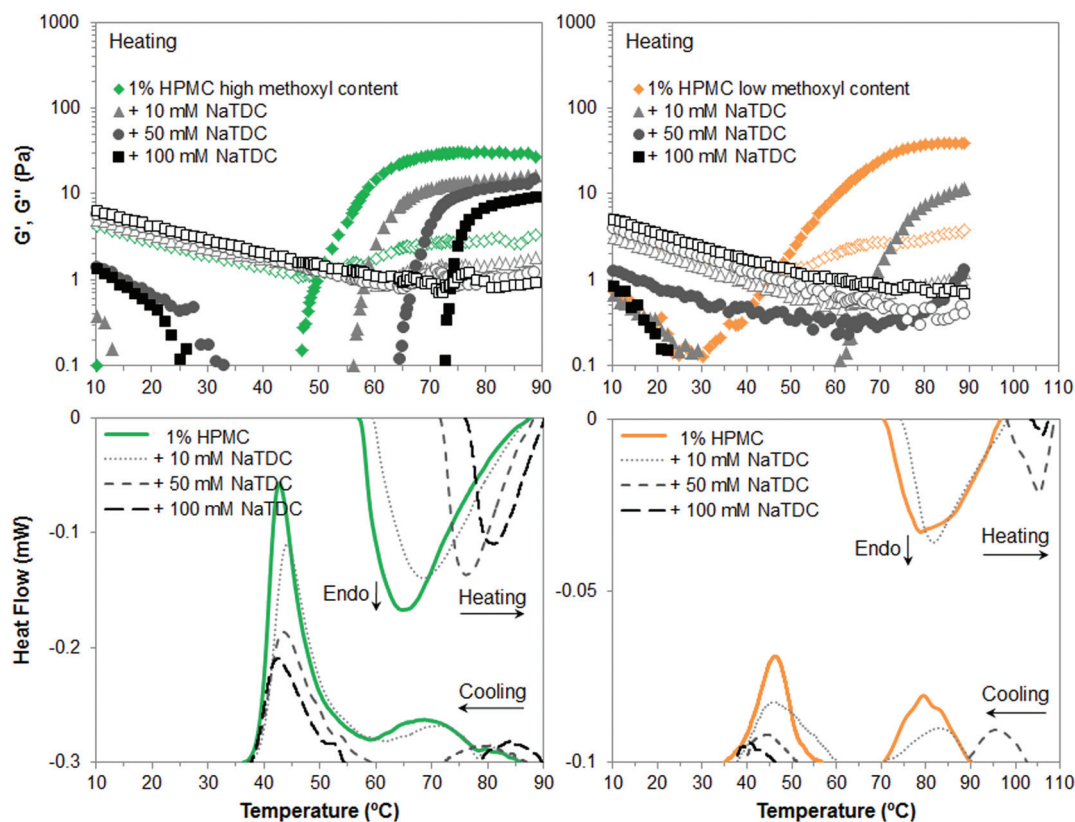 Heating
1% HPMC high methoxyl content
+ 10 mM NaTDC
+ 50 mM NaTDC
+ 100 mM NaTDC
G', G'' (Pa)
1000
100
10
1
0.1
10 20 30 40 50 60 70 80 90
Heating
1% HPMC low methoxyl content
+ 10 mM NaTDC
+ 50 mM NaTDC
+ 100 mM NaTDC
1000
100
10
1
0.1
10 20 30 40 50 60 70 80 90 100 110
1% HPMC
+ 10 mM NaTDC
+ 50 mM NaTDC
+ 100 mM NaTDC
Endo
Heating
Cooling
Heat Flow (mW)
0
-0.1
-0.2
-0.3
10 20 30 40 50 60 70 80 90
Temperature (ºC)
1% HPMC
+ 10 mM NaTDC
+ 50 mM NaTDC
+ 100 mM NaTDC
Endo
Heating
Cooling
0
-0.05
-0.1
10 20 30 40 50 60 70 80 90 100 110
Temperature (ºC)